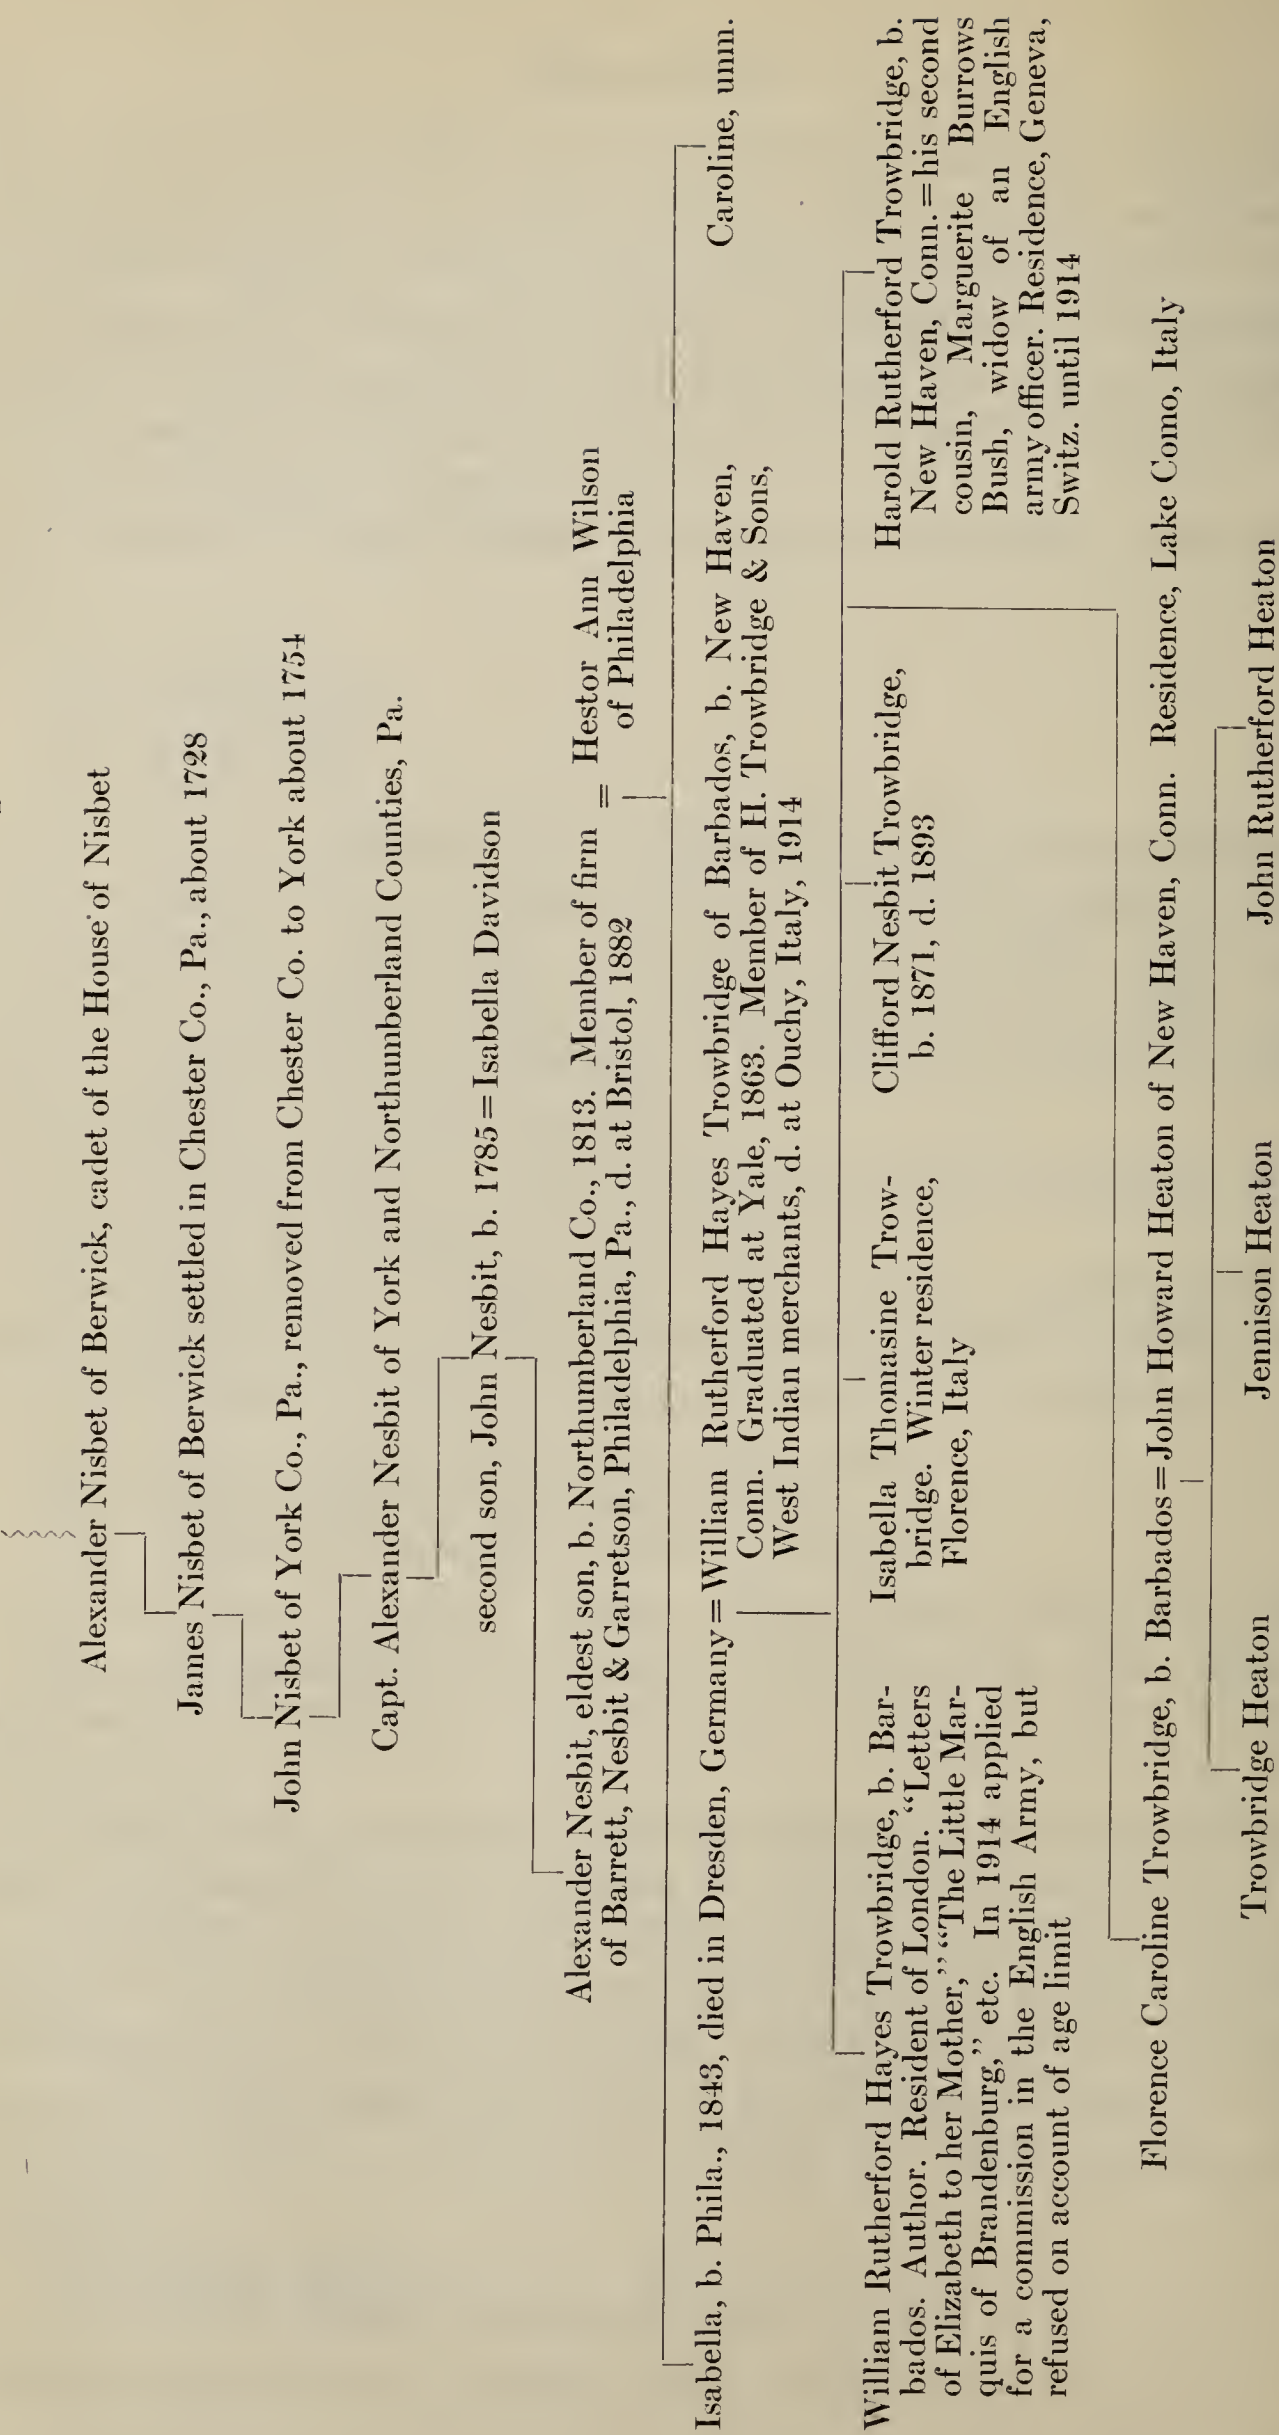 Alexander Nisbet of Berwick, cadet of the House of Nisbet
James Nisbet of Berwick settled in Chester Co., Pa., about 1728
John Nisbet of York Co., Pa., removed from Chester Co. to York about 1754
Capt. Alexander Nesbit of York and Northumberland Counties, Pa.
second son, John Nesbit, b. 1785 = Isabella Davidson
Alexander Nesbit, eldest son, b. Northumberland Co., 1813. Member of firm
of Barrett, Nesbit & Garretson, Philadelphia, Pa., d. at Bristol, 1882
=
Hestor Ann Wilson
of Philadelphia
Isabella, b. Phila., 1843, died in Dresden, Germany = William Rutherford Hayes Trowbridge of Barbados, b. New Haven,
Conn. Graduated at Yale, 1863. Member of H. Trowbridge & Sons,
West Indian merchants, d. at Ouchy, Italy, 1914
Caroline, unm.
William Rutherford Hayes Trowbridge, b. Bar-
bados. Author. Resident of London. “Letters
of Elizabeth to her Mother,” “The Little Mar-
quis of Brandenburg,” etc. In 1914 applied
for a commission in the English Army, but
refused on account of age limit
Isabella Thomasine Trow-
bridge. Winter residence,
Florence, Italy
Clifford Nesbit Trowbridge,
b. 1871, d. 1893
Harold Rutherford Trowbridge, b.
New Haven, Conn. = his second
cousin, Marguerite Burrows
Bush, widow of an English
army officer. Residence, Geneva,
Switz. until 1914
Florence Caroline Trowbridge, b. Barbados = John Howard Heaton of New Haven, Conn. Residence, Lake Como, Italy
Trowbridge Heaton
Jennison Heaton
John Rutherford Heaton